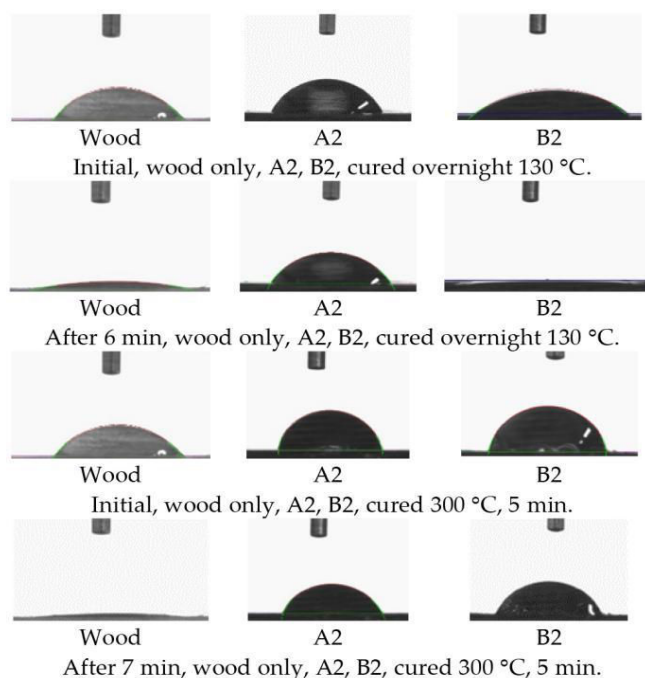 Wood A2 B2
Initial, wood only, A2, B2, cured overnight 130 °C.
Wood A2 B2
After 6 min, wood only, A2, B2, cured overnight 130 °C.
Wood A2 B2
Initial, wood only, A2, B2, cured 300 °C, 5 min.
Wood A2 B2
After 7 min, wood only, A2, B2, cured 300 °C, 5 min.